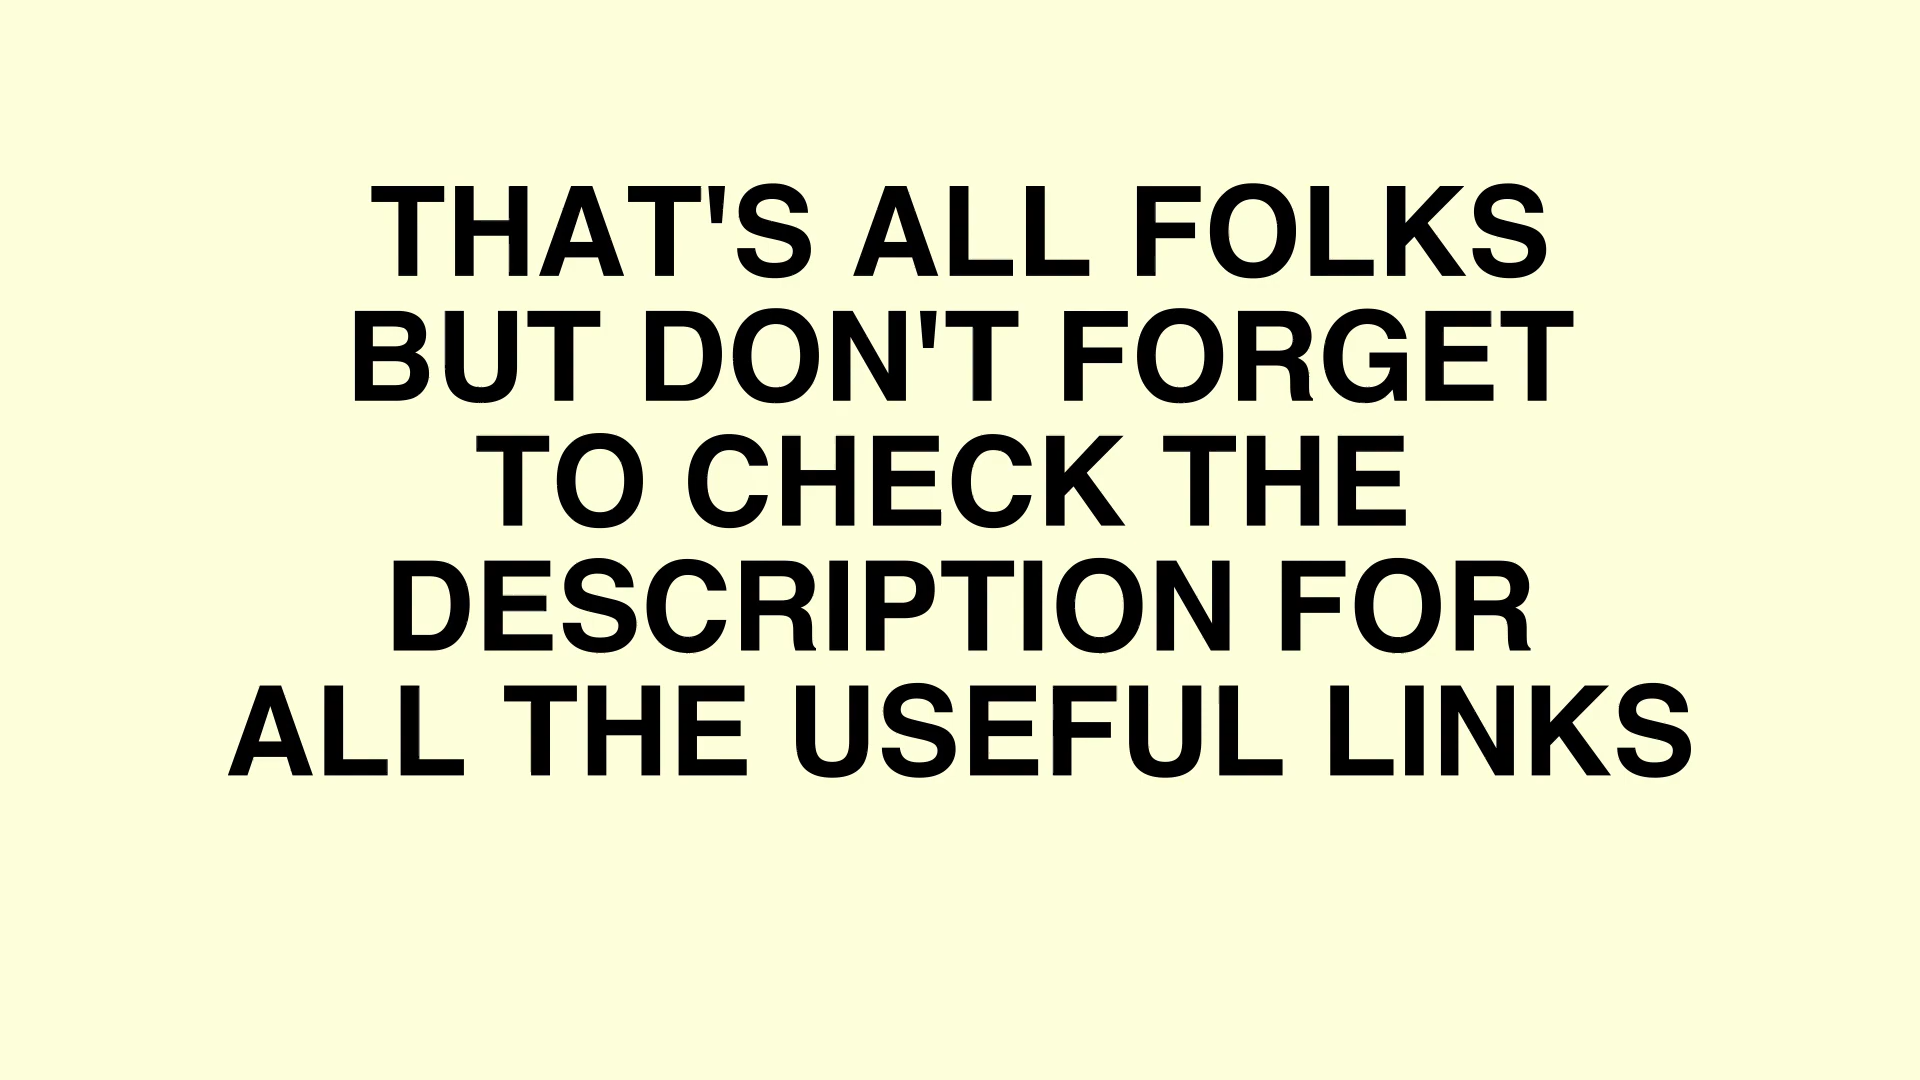 THAT'S ALL FOLKS
BUT DON'T FORGET
TO CHECK THE
DESCRIPTION FOR
ALL THE USEFUL LINKS